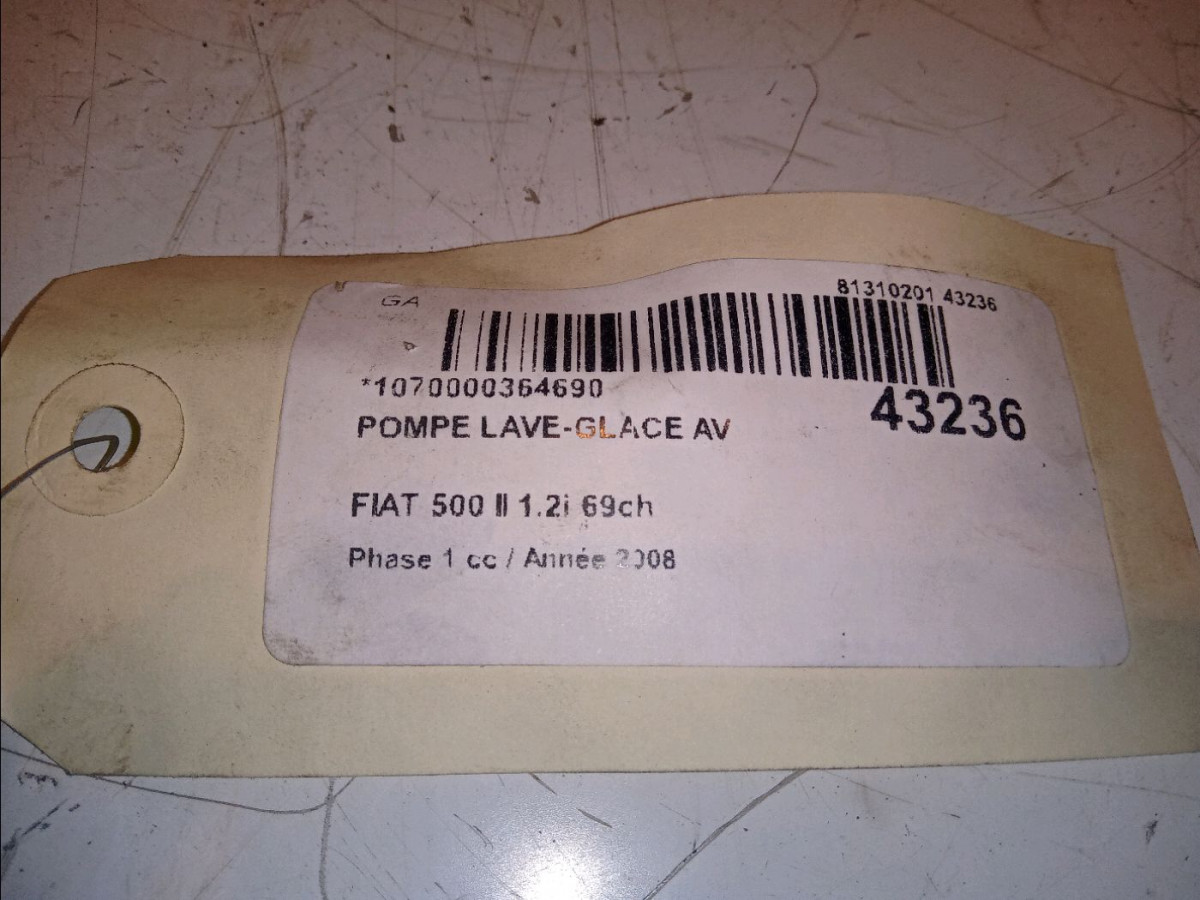 GA
81310201 43236
*1070000364690
43236
POMPE LAVE-GLACE AV
FIAT 500 II 1.2i 69ch
Phase 1 cc / Année 2008